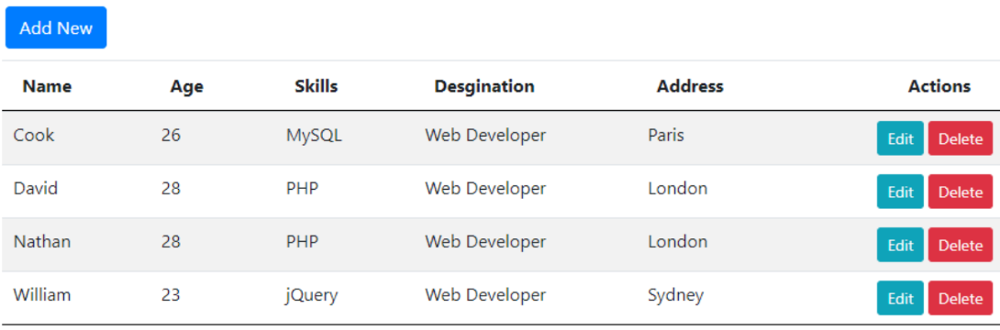 Add New
Name Age Skills Desgination Address Actions
Cook 26 MySQL Web Developer Paris Edit Delete
David 28 PHP Web Developer London Edit Delete
Nathan 28 PHP Web Developer London Edit Delete
William 23 jQuery Web Developer Sydney Edit Delete